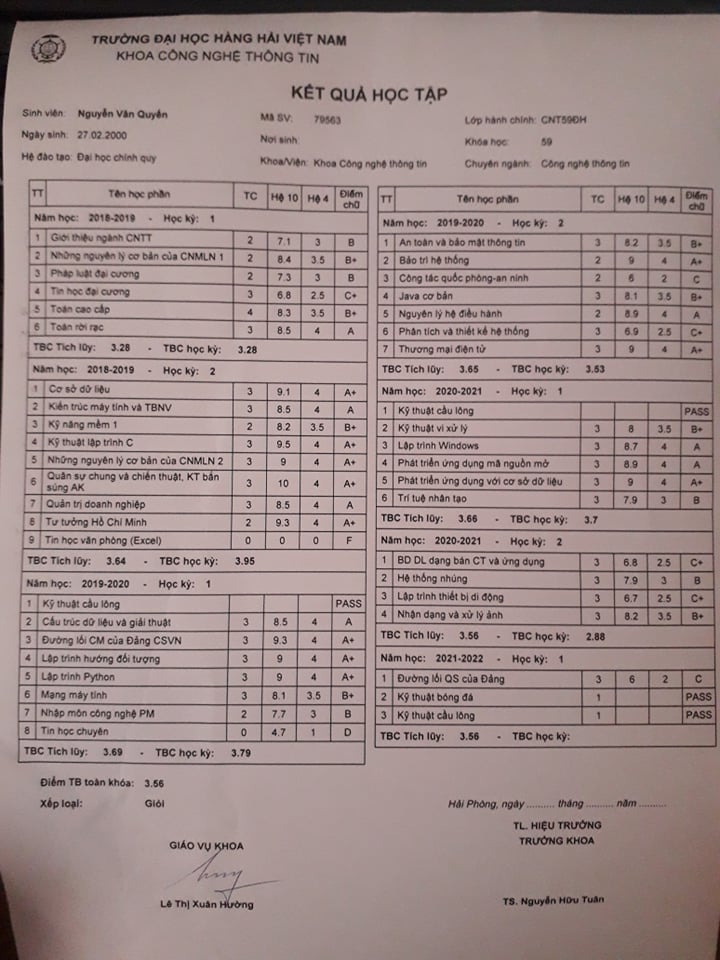 TRƯỜNG ĐẠI HỌC HÀNG HẢI VIỆT NAM
KHOA CÔNG NGHỆ THÔNG TIN
KẾT QUẢ HỌC TẬP
Sinh viên: Nguyễn Văn Quyền Mã SV: 79563 Lớp hành chính: CNT59ĐH
Ngày sinh: 27.02.2000 Nơi sinh: Khóa học: 59
Hệ đào tạo: Đại học chính quy Khoa/Viện: Khoa Công nghệ thông tin Chuyên ngành: Công nghệ thông tin
TT Tên học phần TC Hệ 10 Hệ 4 Điểm chữ
Năm học: 2018-2019 - Học kỳ: 1
1 Giới thiệu ngành CNTT 2 7.1 3 B
2 Những nguyên lý cơ bản của CNMLN 1 2 8.4 3.5 B+
3 Pháp luật đại cương 2 7.3 3 B
4 Tin học đại cương 3 6.8 2.5 C+
5 Toán cao cấp 4 8.3 3.5 B+
6 Toán rời rạc 3 8.5 4 A
TBC Tích lũy: 3.28 - TBC học kỳ: 3.28
Năm học: 2018-2019 - Học kỳ: 2
1 Cơ sở dữ liệu 3 9.1 4 A+
2 Kiến trúc máy tính và TBNV 3 8.5 4 A
3 Kỹ năng mềm 1 2 8.2 3.5 B+
4 Kỹ thuật lập trình C 3 9.5 4 A+
5 Những nguyên lý cơ bản của CNMLN 2 3 9 4 A+
6 Quân sự chung và chiến thuật, KT bắn súng AK 3 10 4 A+
7 Quản trị doanh nghiệp 3 8.5 4 A
8 Tư tưởng Hồ Chí Minh 2 9.3 4 A+
9 Tin học văn phòng (Excel) 0 0 0 F
TBC Tích lũy: 3.64 - TBC học kỳ: 3.95
Năm học: 2019-2020 - Học kỳ: 1
1 Kỹ thuật cầu lông PASS
2 Cấu trúc dữ liệu và giải thuật 3 8.5 4 A
3 Đường lối CM của Đảng CSVN 3 9.3 4 A+
4 Lập trình hướng đối tượng 3 9 4 A+
5 Lập trình Python 3 9 4 A+
6 Mạng máy tính 3 8.1 3.5 B+
7 Nhập môn công nghệ PM 2 7.7 3 B
8 Tin học chuyên 0 4.7 1 D
TBC Tích lũy: 3.69 - TBC học kỳ: 3.79
TT Tên học phần TC Hệ 10 Hệ 4 Điểm chữ
Năm học: 2019-2020 - Học kỳ: 2
1 An toàn và bảo mật thông tin 3 8.2 3.5 B+
2 Bảo trì hệ thống 2 9 4 A+
3 Công tác quốc phòng-an ninh 2 6 2 C
4 Java cơ bản 3 8.1 3.5 B+
5 Nguyên lý hệ điều hành 2 8.9 4 A
6 Phân tích và thiết kế hệ thống 3 6.9 2.5 C+
7 Thương mại điện tử 3 9 4 A+
TBC Tích lũy: 3.65 - TBC học kỳ: 3.53
Năm học: 2020-2021 - Học kỳ: 1
1 Kỹ thuật cầu lông PASS
2 Kỹ thuật vi xử lý 3 8 3.5 B+
3 Lập trình Windows 3 8.7 4 A
4 Phát triển ứng dụng mã nguồn mở 3 8.9 4 A
5 Phát triển ứng dụng với cơ sở dữ liệu 3 9 4 A+
6 Trí tuệ nhân tạo 3 7.9 3 B
TBC Tích lũy: 3.66 - TBC học kỳ: 3.7
Năm học: 2020-2021 - Học kỳ: 2
1 BD DL dạng bán CT và ứng dụng 3 6.8 2.5 C+
2 Hệ thống nhúng 3 7.9 3 B
3 Lập trình thiết bị di động 3 6.7 2.5 C+
4 Nhận dạng và xử lý ảnh 3 8.2 3.5 B+
TBC Tích lũy: 3.56 - TBC học kỳ: 2.88
Năm học: 2021-2022 - Học kỳ: 1
1 Đường lối QS của Đảng 3 6 2 C
2 Kỹ thuật bóng đá 1 PASS
3 Kỹ thuật cầu lông 1 PASS
TBC Tích lũy: 3.56 - TBC học kỳ:
Điểm TB toàn khóa: 3.56
Xếp loại: Giỏi
Hải Phòng, ngày .......... tháng .......... năm ..........
TL. HIỆU TRƯỞNG
TRƯỞNG KHOA
GIÁO VỤ KHOA
Lê Thị Xuân Hường
TS. Nguyễn Hữu Tuân